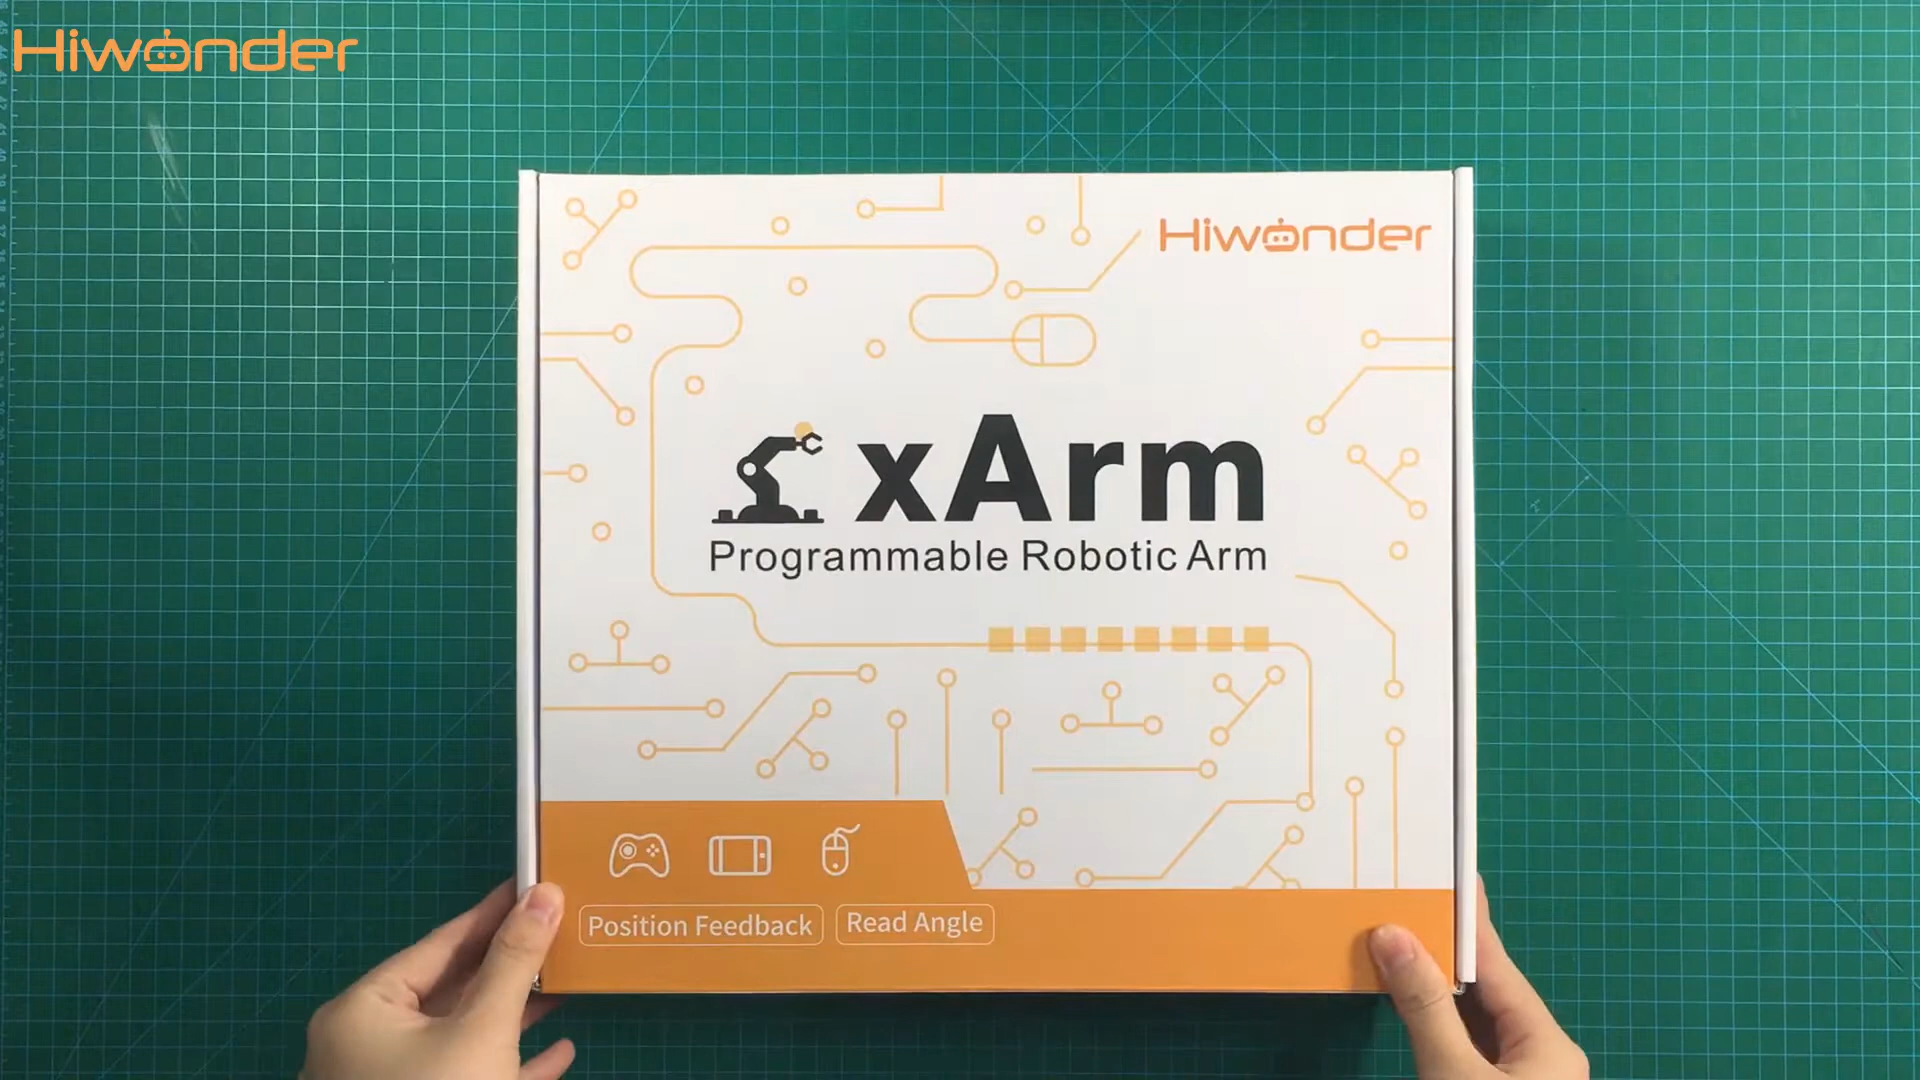 Hiwonder
Hiwonder
xArm
Programmable Robotic Arm
Position Feedback
Read Angle